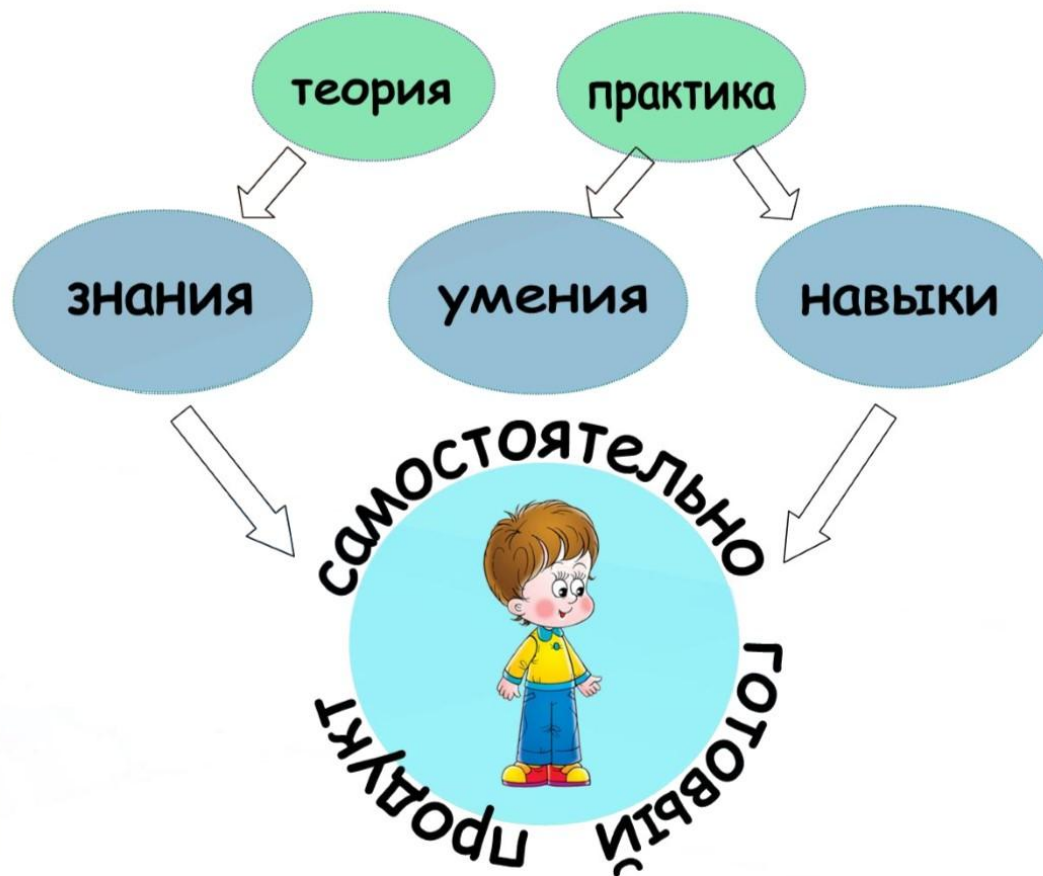 теория практика
знания умения навыки
самостоятельно готовый продукт